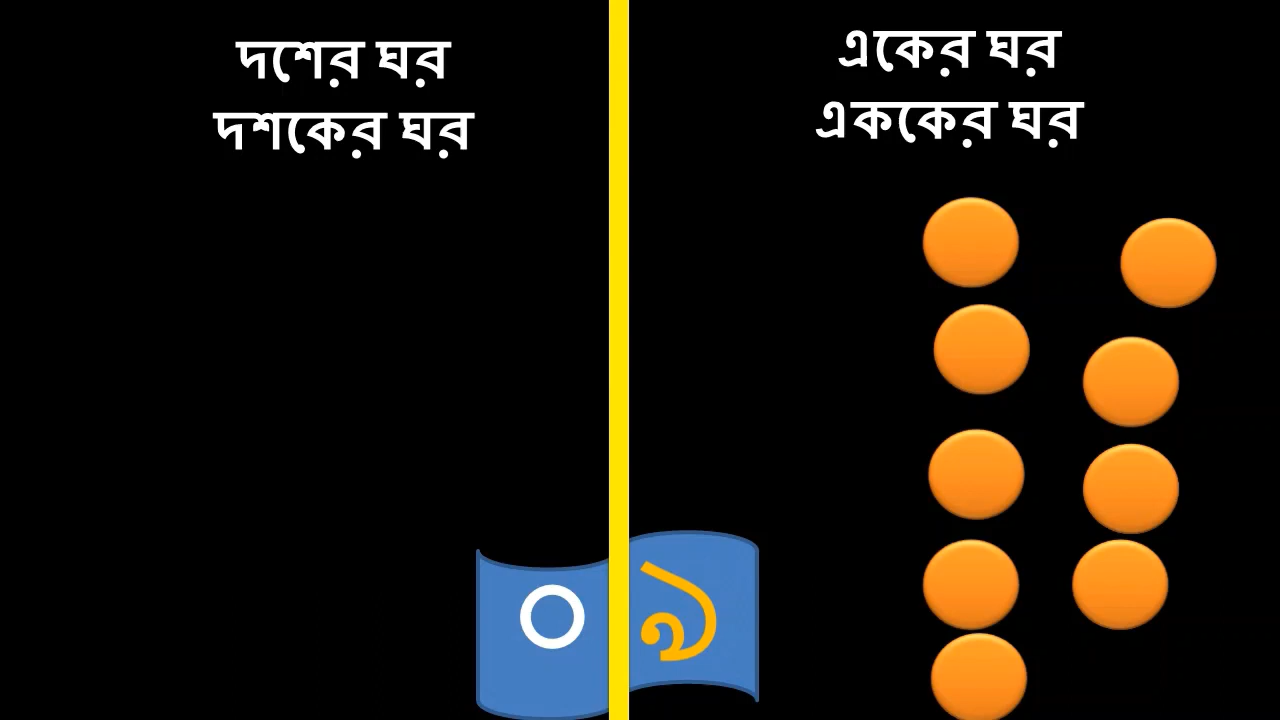 দশের ঘর
দশকের ঘর
একের ঘর
এককের ঘর
০ ৯